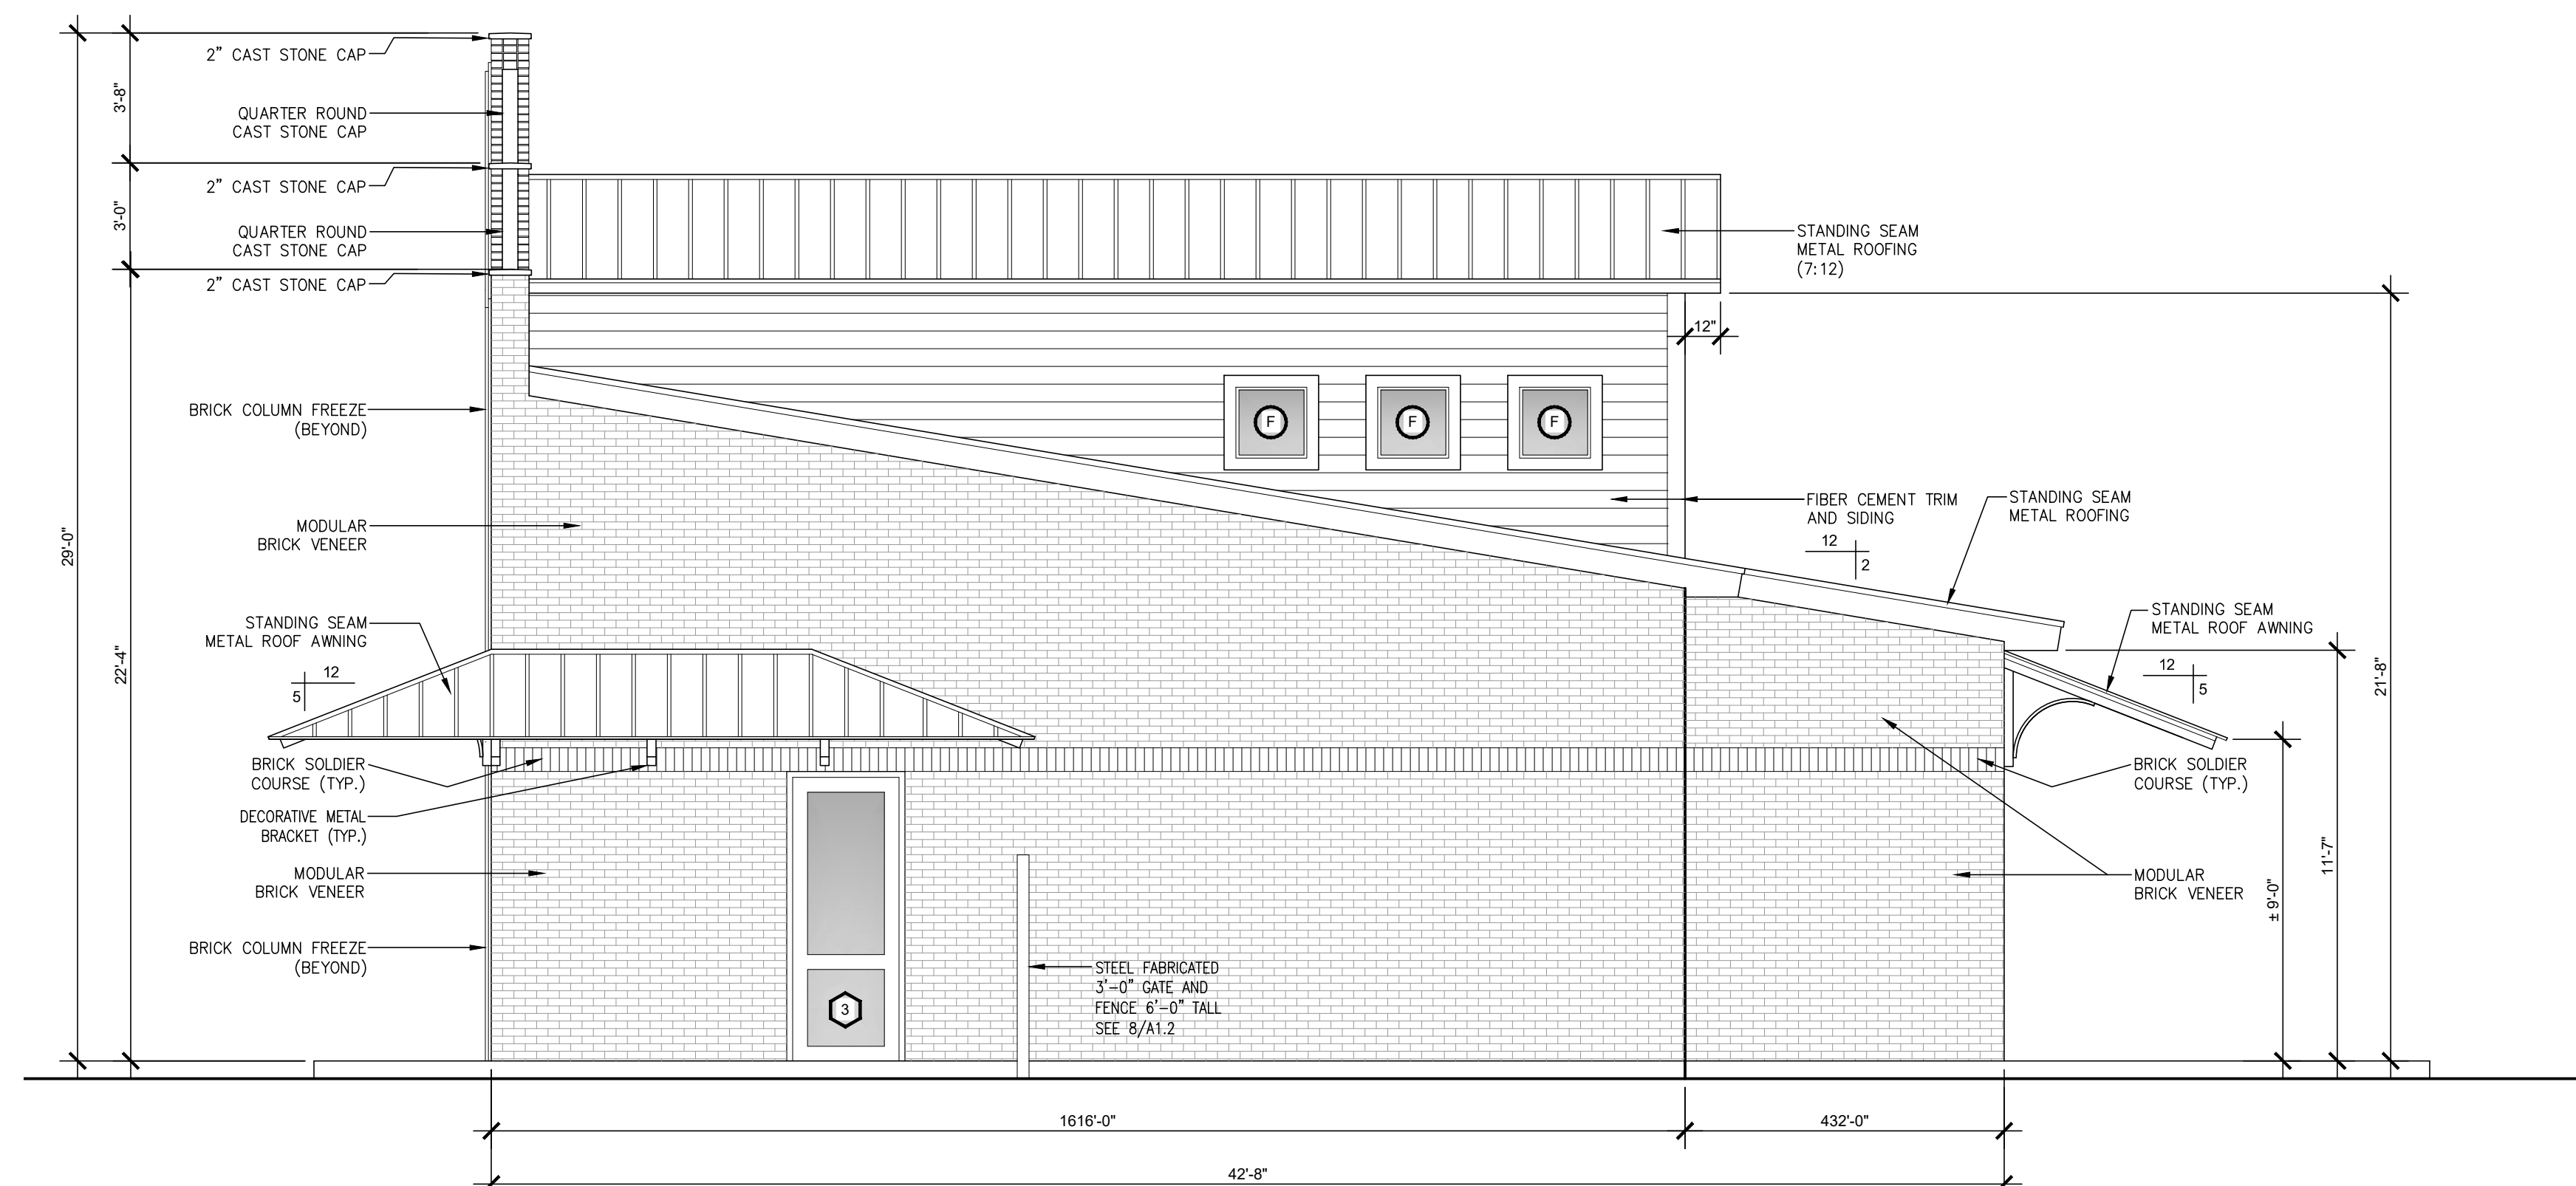 2” CAST STONE CAP
QUARTER ROUND
CAST STONE CAP
2” CAST STONE CAP
QUARTER ROUND
CAST STONE CAP
2” CAST STONE CAP
BRICK COLUMN FREEZE
(BEYOND)
MODULAR
BRICK VENEER
STANDING SEAM
METAL ROOF AWNING
12
5
BRICK SOLDIER
COURSE (TYP.)
DECORATIVE METAL
BRACKET (TYP.)
MODULAR
BRICK VENEER
BRICK COLUMN FREEZE
(BEYOND)
29'-0"
3'-8"
3'-0"
22'-4"
F
F
F
3
STEEL FABRICATED
3’-0” GATE AND
FENCE 6’-0” TALL
SEE 8/A1.2
STANDING SEAM
METAL ROOFING
(7:12)
12"
FIBER CEMENT TRIM
AND SIDING
12
2
STANDING SEAM
METAL ROOFING
STANDING SEAM
METAL ROOF AWNING
12
5
BRICK SOLDIER
COURSE (TYP.)
MODULAR
BRICK VENEER
± 9'-0"
11'-7"
21'-8"
1616'-0"
432'-0"
42'-8"